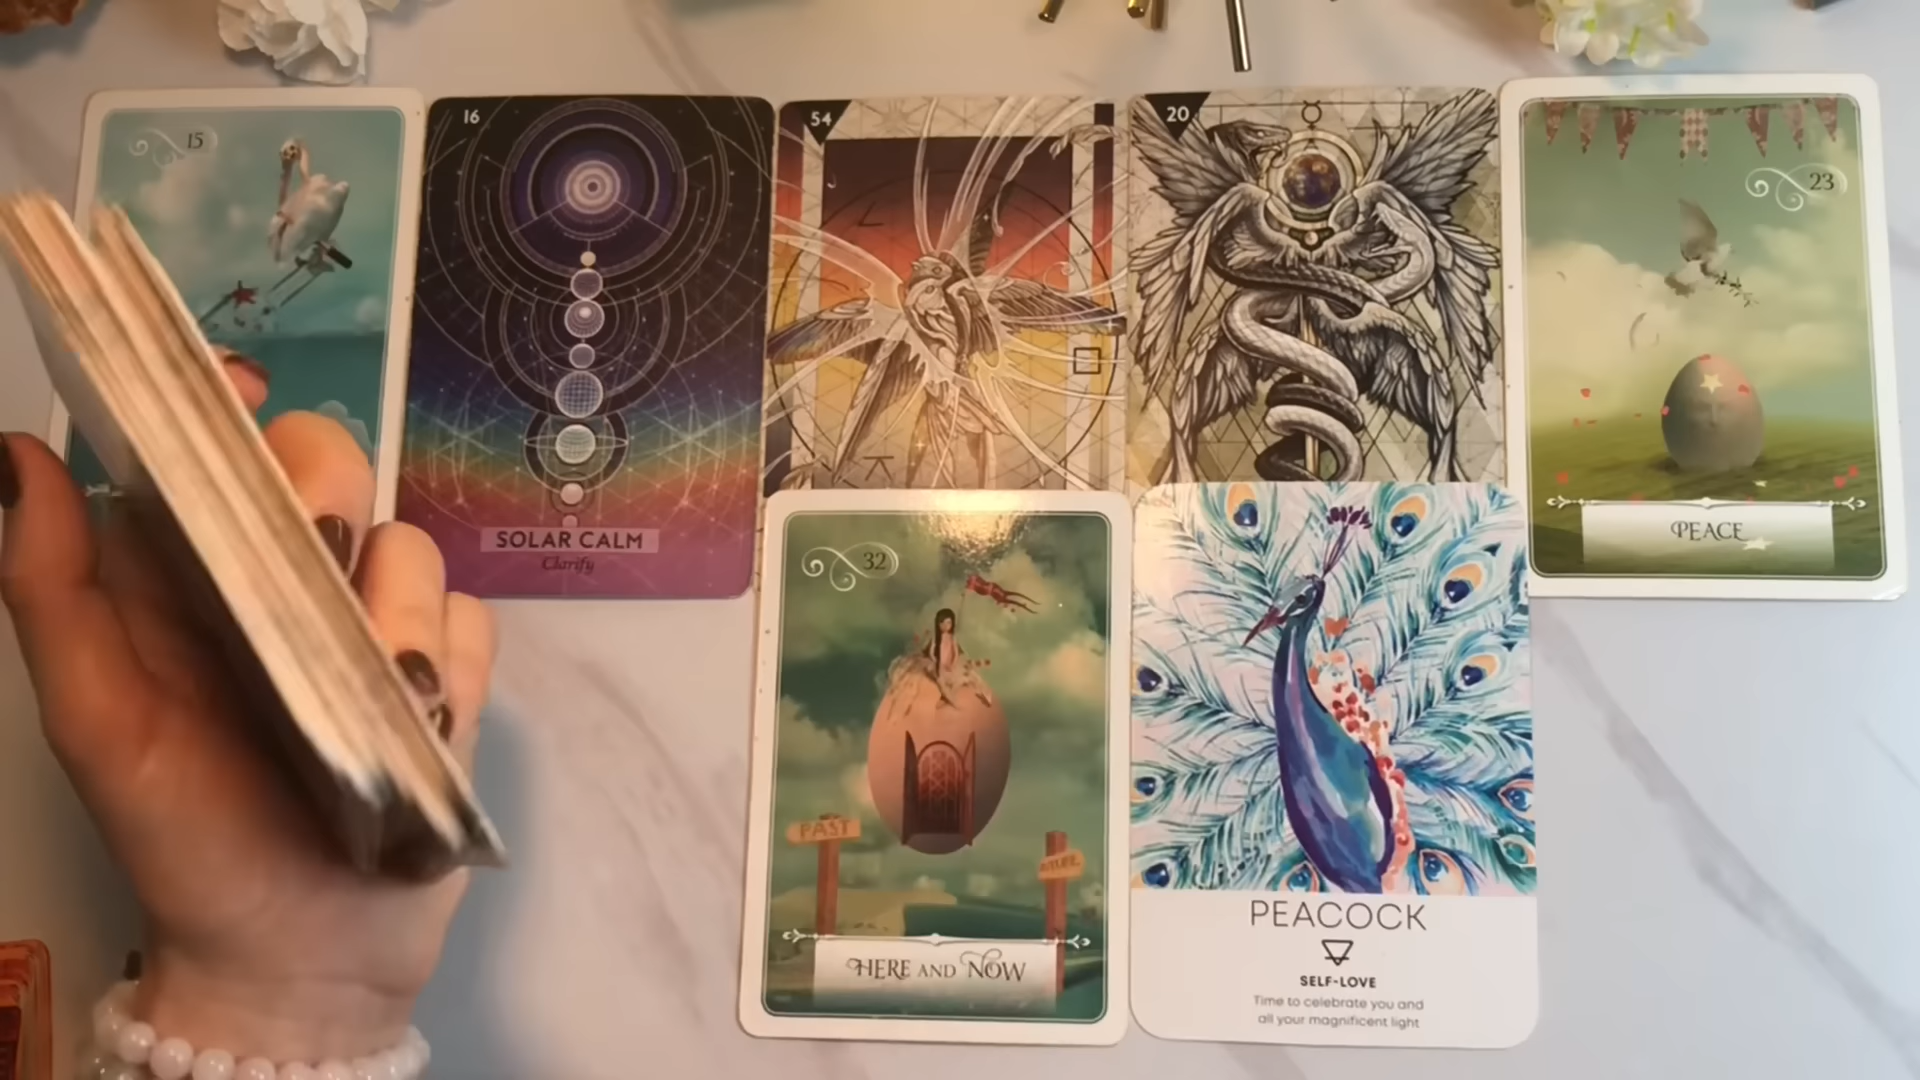 15
16
54
20
23
SOLAR CALM
Clarify
PEACE
32
PAST
HERE AND NOW
PEACOCK
SELF-LOVE
Time to celebrate you and
all your magnificent light